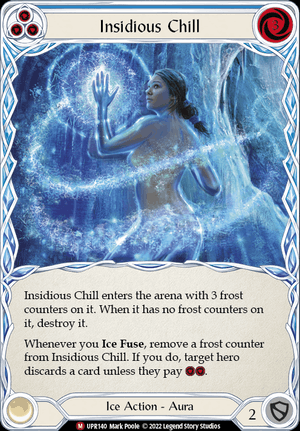 Insidious Chill
3
Insidious Chill enters the arena with 3 frost
counters on it. When it has no frost counters on
it, destroy it.
Whenever you Ice Fuse, remove a frost counter
from Insidious Chill. If you do, target hero
discards a card unless they pay
Ice Action - Aura
2
M UPR140 Mark Poole © 2022 Legend Story Studios